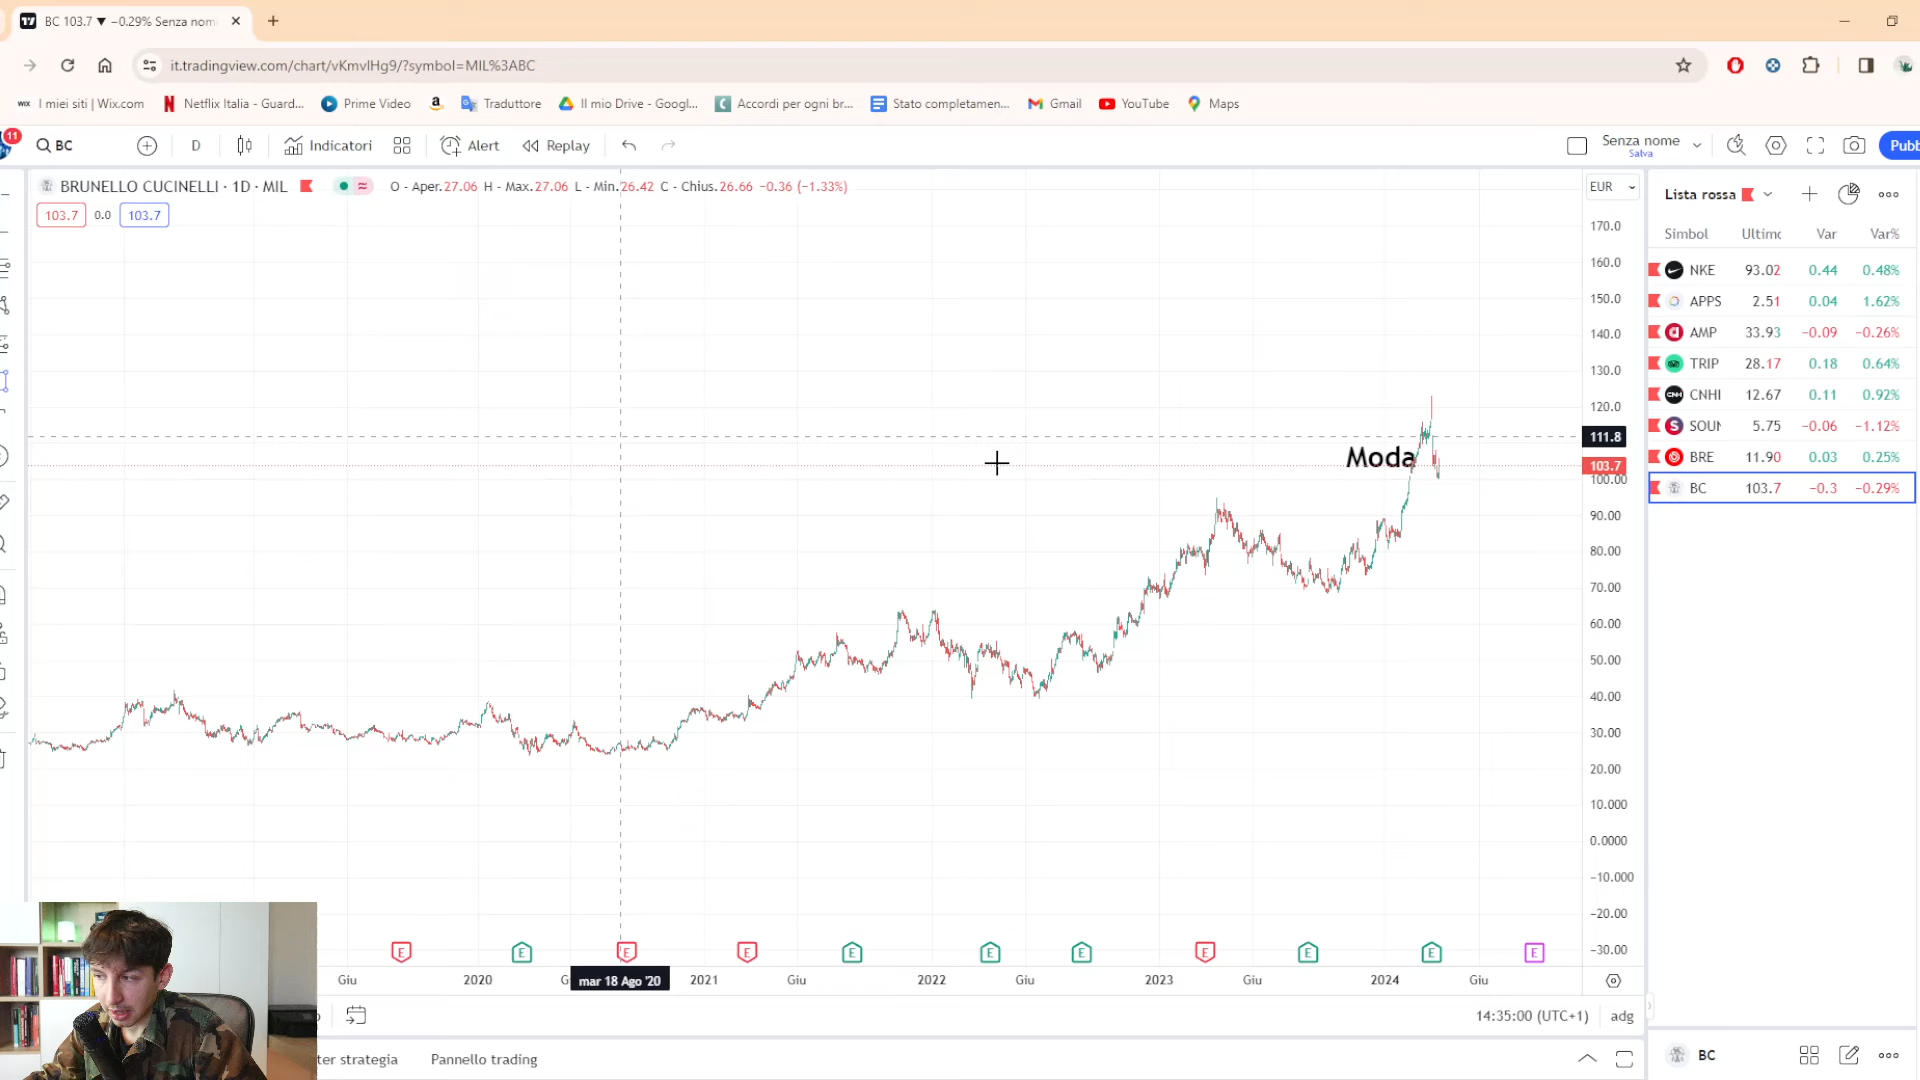 BC 103.7 ▼ −0.29% Senza nom
it.tradingview.com/chart/vKmvlHg9/?symbol=MIL%3ABC
WIX I miei siti | Wix.com Netflix Italia - Guard... Prime Video Traduttore Il mio Drive - Googl... Accordi per ogni br... Stato completamen... Gmail YouTube Maps
11 BC D Indicatori Alert Replay Senza nome Pubb
Salva
BRUNELLO CUCINELLI · 1D · MIL O - Aper.27.06 H - Max.27.06 L - Min.26.42 C - Chius.26.66 −0.36 (−1.33%) EUR
103.7 0.0 103.7
Lista rossa
Simbol Ultimo Var Var%
NKE 93.02 0.44 0.48%
APPS 2.51 0.04 1.62%
AMP 33.93 −0.09 −0.26%
TRIP 28.17 0.18 0.64%
CNHI 12.67 0.11 0.92%
SOUN 5.75 −0.06 −1.12%
BRE 11.90 0.03 0.25%
BC 103.7 −0.3 −0.29%
170.0
160.0
150.0
140.0
130.0
120.0
111.8
Moda
103.7
100.00
90.00
80.00
70.00
60.00
50.00
40.00
30.00
20.00
10.000
0.0000
−10.000
−20.00
−30.00
E E E E E E E E E E E
Giu 2020 G mar 18 Ago '20 2021 Giu 2022 Giu 2023 Giu 2024 Giu
14:35:00 (UTC+1) adg
ter strategia Pannello trading
BC